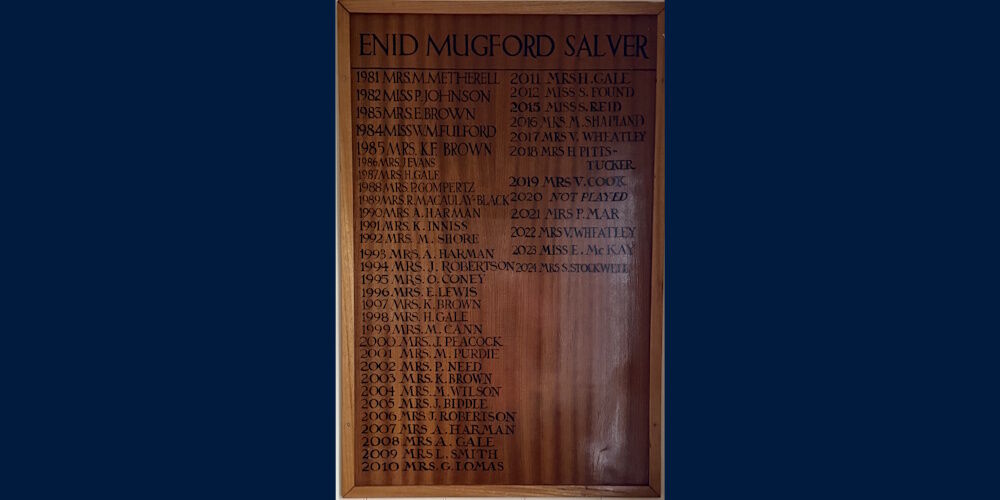 ENID MUGFORD SALVER
1981 MRS. M. METHERELL
1982 MISS P. JOHNSON
1983 MRS. E. BROWN
1984 MISS W.M. FULFORD
1985 MRS. K.F. BROWN
1986 MRS. J EVANS
1987 MRS. H. GALE
1988 MRS. P. GOMPERTZ
1989 MRS. R. MACAULAY-BLACK
1990 MRS. A. HARMAN
1991 MRS. K. INNISS
1992 MRS. M. SHORE
1993 MRS. A. HARMAN
1994 MRS. J. ROBERTSON
1995 MRS. O. CONEY
1996 MRS. E. LEWIS
1997 MRS. K. BROWN
1998 MRS. H. GALE
1999 MRS. M. CANN
2000 MRS. J. PEACOCK
2001 MRS. M. PURDIE
2002 MRS. P. NEED
2003 MRS. K. BROWN
2004 MRS. M. WILSON
2005 MRS. J. BIDDLE
2006 MRS. J. ROBERTSON
2007 MRS A. HARMAN
2008 MRS A. GALE
2009 MRS L. SMITH
2010 MRS. G. LOMAS
2011 MRS H. GALE
2012 MISS S. FOUND
2015 MISS S. REID
2016 MRS. M. SHAPLAND
2017 MRS V. WHEATLEY
2018 MRS H. PITTS-
TUCKER
2019 MRS V. COOK
2020 NOT PLAYED
2021 MRS P. MAR
2022 MRS V. WHEATLEY
2023 MISS E. McKAY
2024 MRS S. STOCKWELL